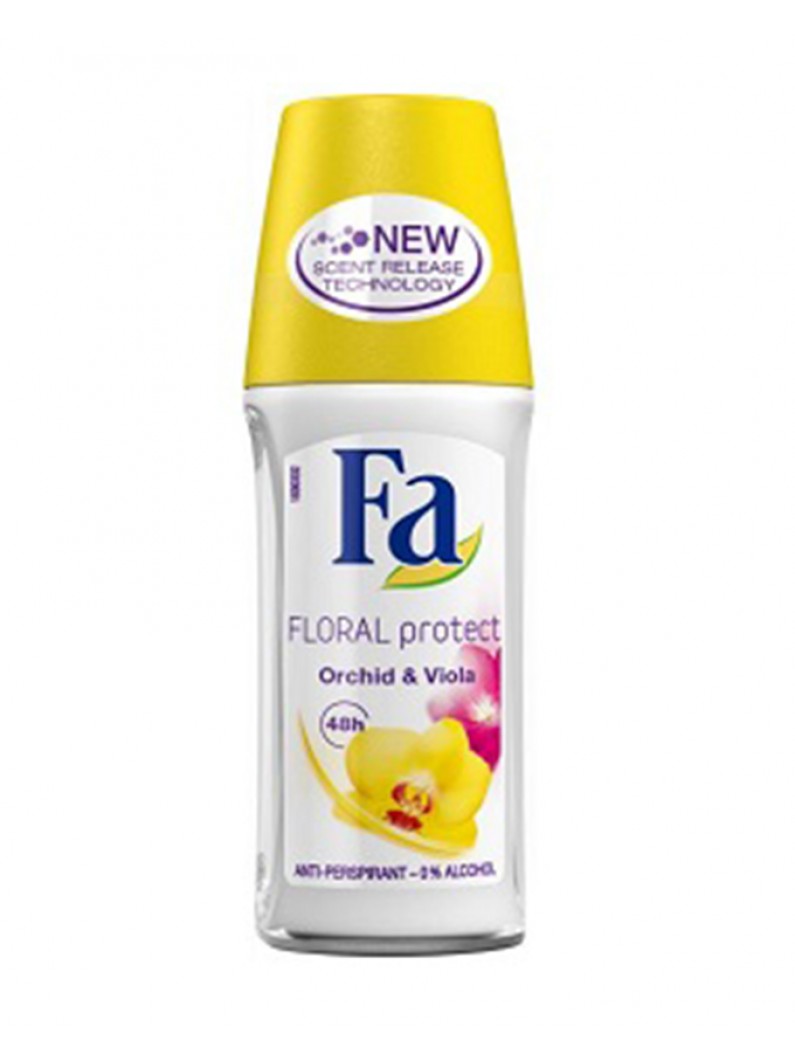 NEW
SCENT RELEASE
TECHNOLOGY
Fa
FLORAL protect
Orchid & Viola
48h
ANTI-PERSPIRANT – 0% ALCOHOL